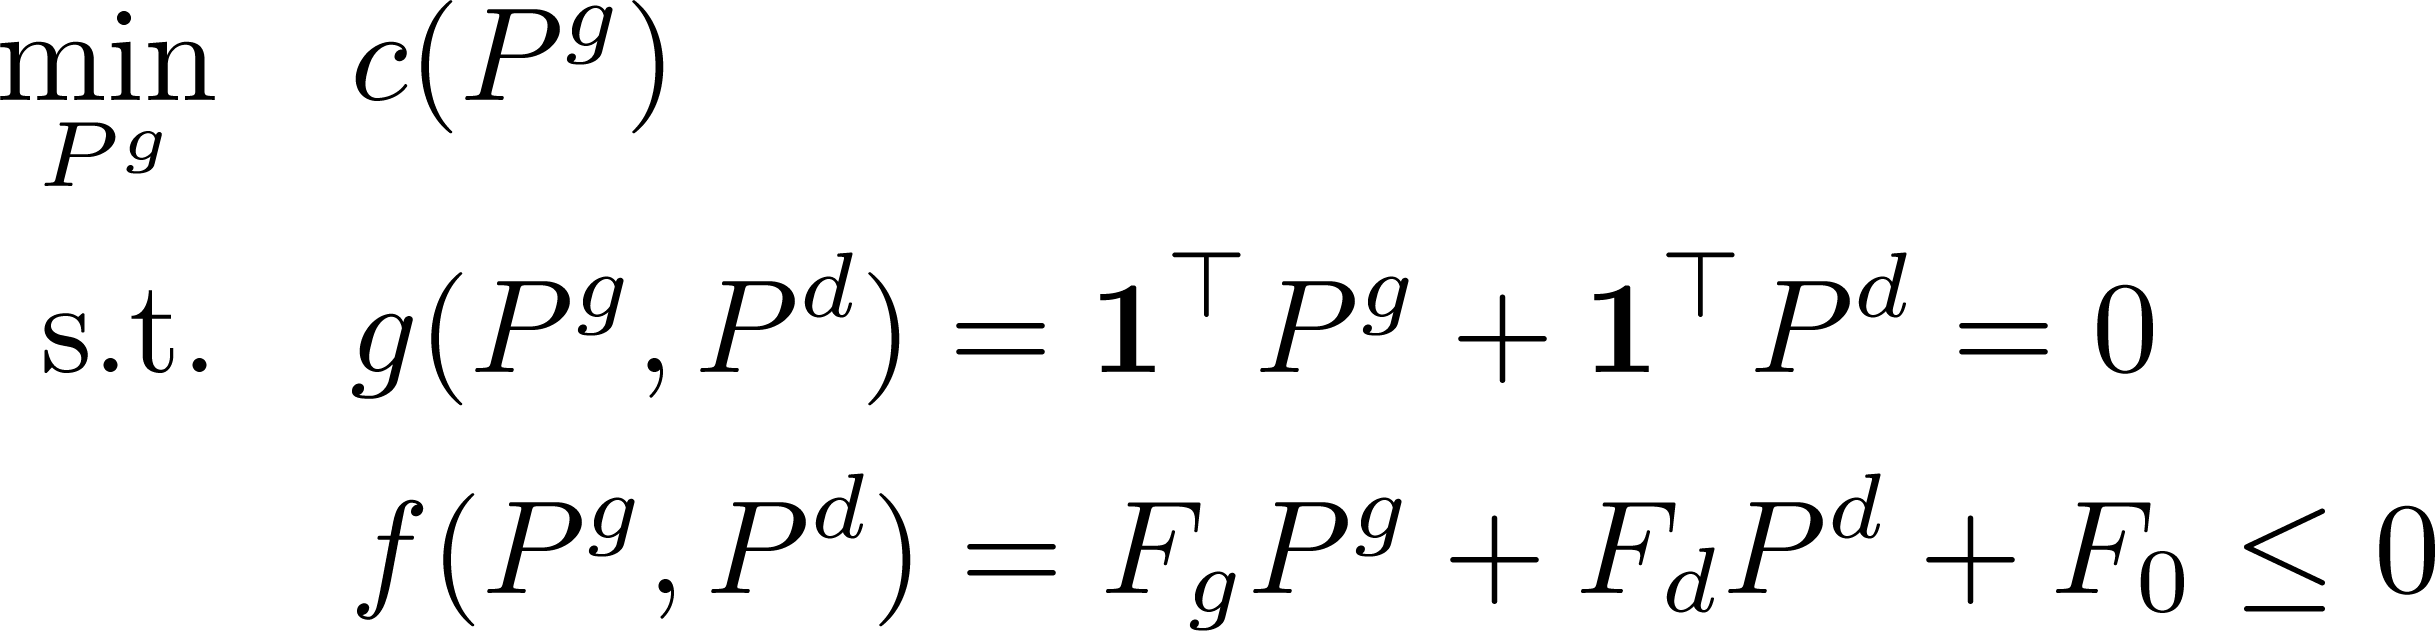 min_{P^g} c(P^g)
s.t. g(P^g, P^d) = 𝟏^⊤ P^g + 𝟏^⊤ P^d = 0
f(P^g, P^d) = F_g P^g + F_d P^d + F_0 ≤ 0